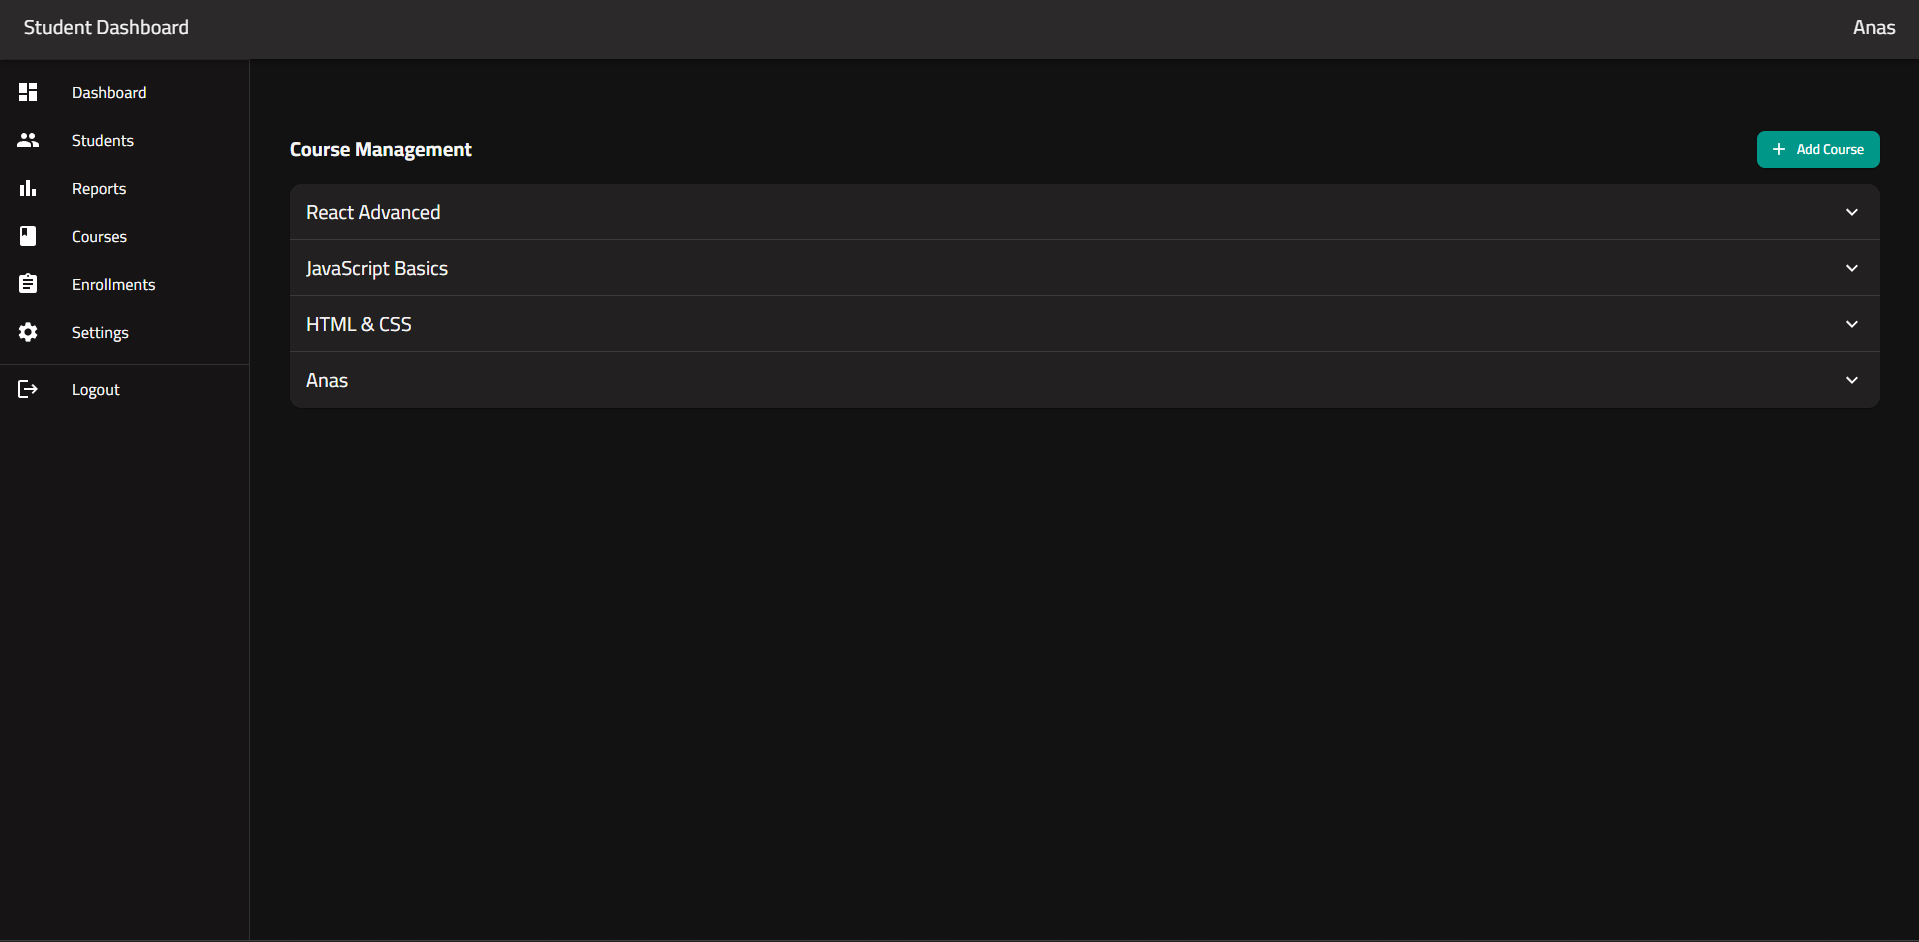 Student Dashboard
Anas
Dashboard
Students
Reports
Courses
Enrollments
Settings
Logout
Course Management
Add Course
React Advanced
JavaScript Basics
HTML & CSS
Anas